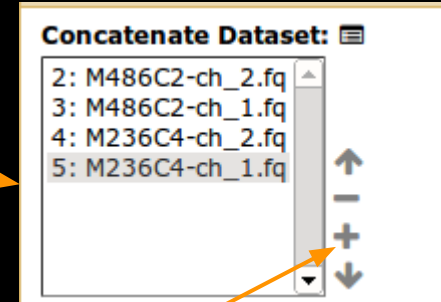 Concatenate Dataset:
2: M486C2-ch_2.fq
3: M486C2-ch_1.fq
4: M236C4-ch_2.fq
5: M236C4-ch_1.fq